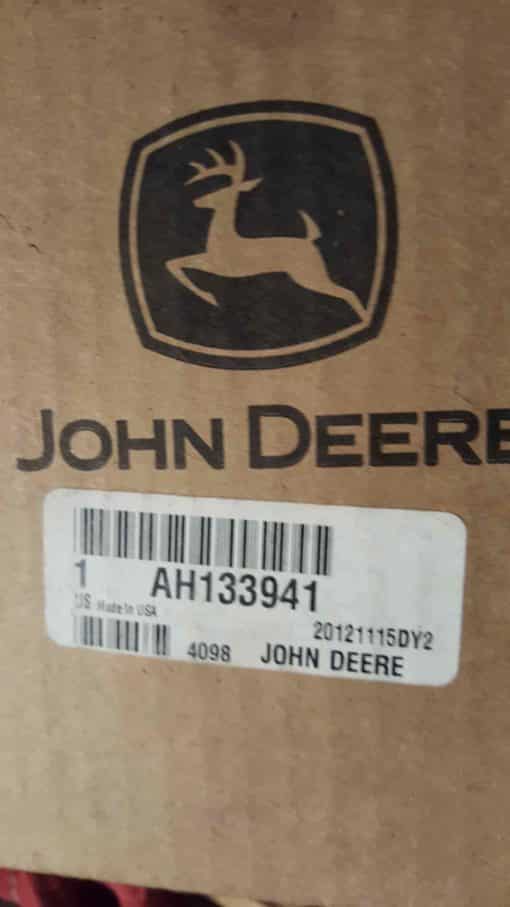 JOHN DEERE
1 AH133941
US Made In USA
20121115DY2
4098 JOHN DEERE